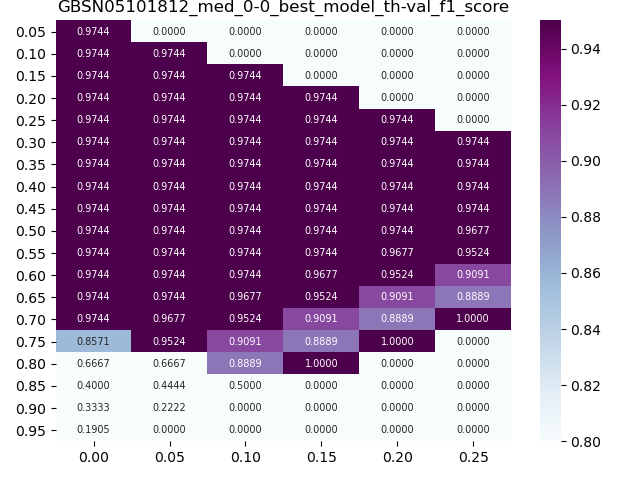 GBSN05101812_med_0-0_best_model_th-val_f1_score
0.05 0.9744 0.0000 0.0000 0.0000 0.0000 0.0000
0.10 0.9744 0.9744 0.0000 0.0000 0.0000 0.0000
0.15 0.9744 0.9744 0.9744 0.0000 0.0000 0.0000
0.20 0.9744 0.9744 0.9744 0.9744 0.0000 0.0000
0.25 0.9744 0.9744 0.9744 0.9744 0.9744 0.0000
0.30 0.9744 0.9744 0.9744 0.9744 0.9744 0.9744
0.35 0.9744 0.9744 0.9744 0.9744 0.9744 0.9744
0.40 0.9744 0.9744 0.9744 0.9744 0.9744 0.9744
0.45 0.9744 0.9744 0.9744 0.9744 0.9744 0.9744
0.50 0.9744 0.9744 0.9744 0.9744 0.9744 0.9677
0.55 0.9744 0.9744 0.9744 0.9744 0.9677 0.9524
0.60 0.9744 0.9744 0.9744 0.9677 0.9524 0.9091
0.65 0.9744 0.9744 0.9677 0.9524 0.9091 0.8889
0.70 0.9744 0.9677 0.9524 0.9091 0.8889 1.0000
0.75 0.8571 0.9524 0.9091 0.8889 1.0000 0.0000
0.80 0.6667 0.6667 0.8889 1.0000 0.0000 0.0000
0.85 0.4000 0.4444 0.5000 0.0000 0.0000 0.0000
0.90 0.3333 0.2222 0.0000 0.0000 0.0000 0.0000
0.95 0.1905 0.0000 0.0000 0.0000 0.0000 0.0000
0.00 0.05 0.10 0.15 0.20 0.25
0.94
0.92
0.90
0.88
0.86
0.84
0.82
0.80